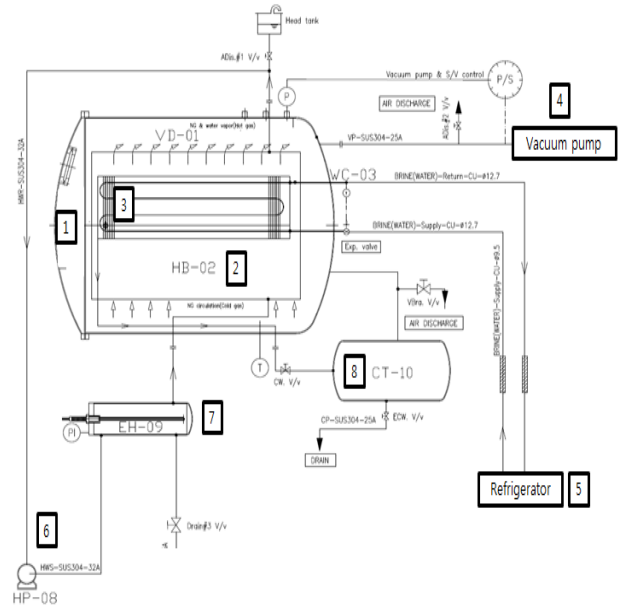 Head tank
ADis.#1 V/v
Vacuum pump & S/V control
P/S
4
P
AIR DISCHARGE
ADis.#2 V/v
NG & water vapor(Hot gas)
VD-01
VP-SUS304-25A
Vacuum pump
HWR-SUS304-32A
WC-03
BRINE(WATER)-Return-CU-ø12.7
3
1
BRINE(WATER)-Supply-CU-ø12.7
Exp. valve
HB-02
2
BRINE(WATER)-Supply-CU-ø9.5
NG circulation(Cold gas)
Vbra. V/v
AIR DISCHARGE
T
CW. V/v
8
CT-10
7
EH-09
PI
CP-SUS304-25A
ECW. V/v
DRAIN
Refrigerator
5
6
Drain#3 V/v
HWS-SUS304-32A
HP-08